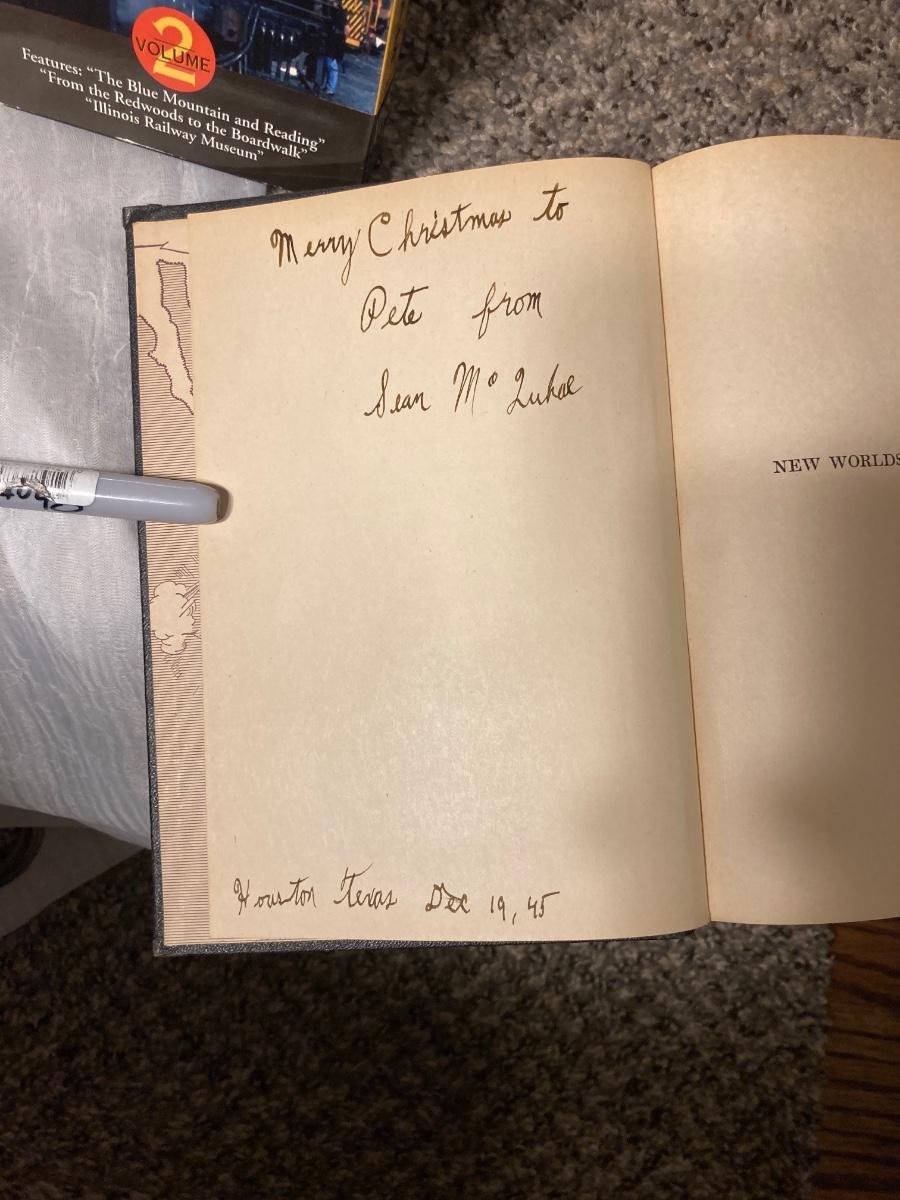 VOLUME 2
Features: “The Blue Mountain and Reading”
“From the Redwoods to the Boardwalk”
“Illinois Railway Museum”
Merry Christmas to
Pete from
Sean Mc
NEW WORLDS
Houston Texas Dec 19, 45